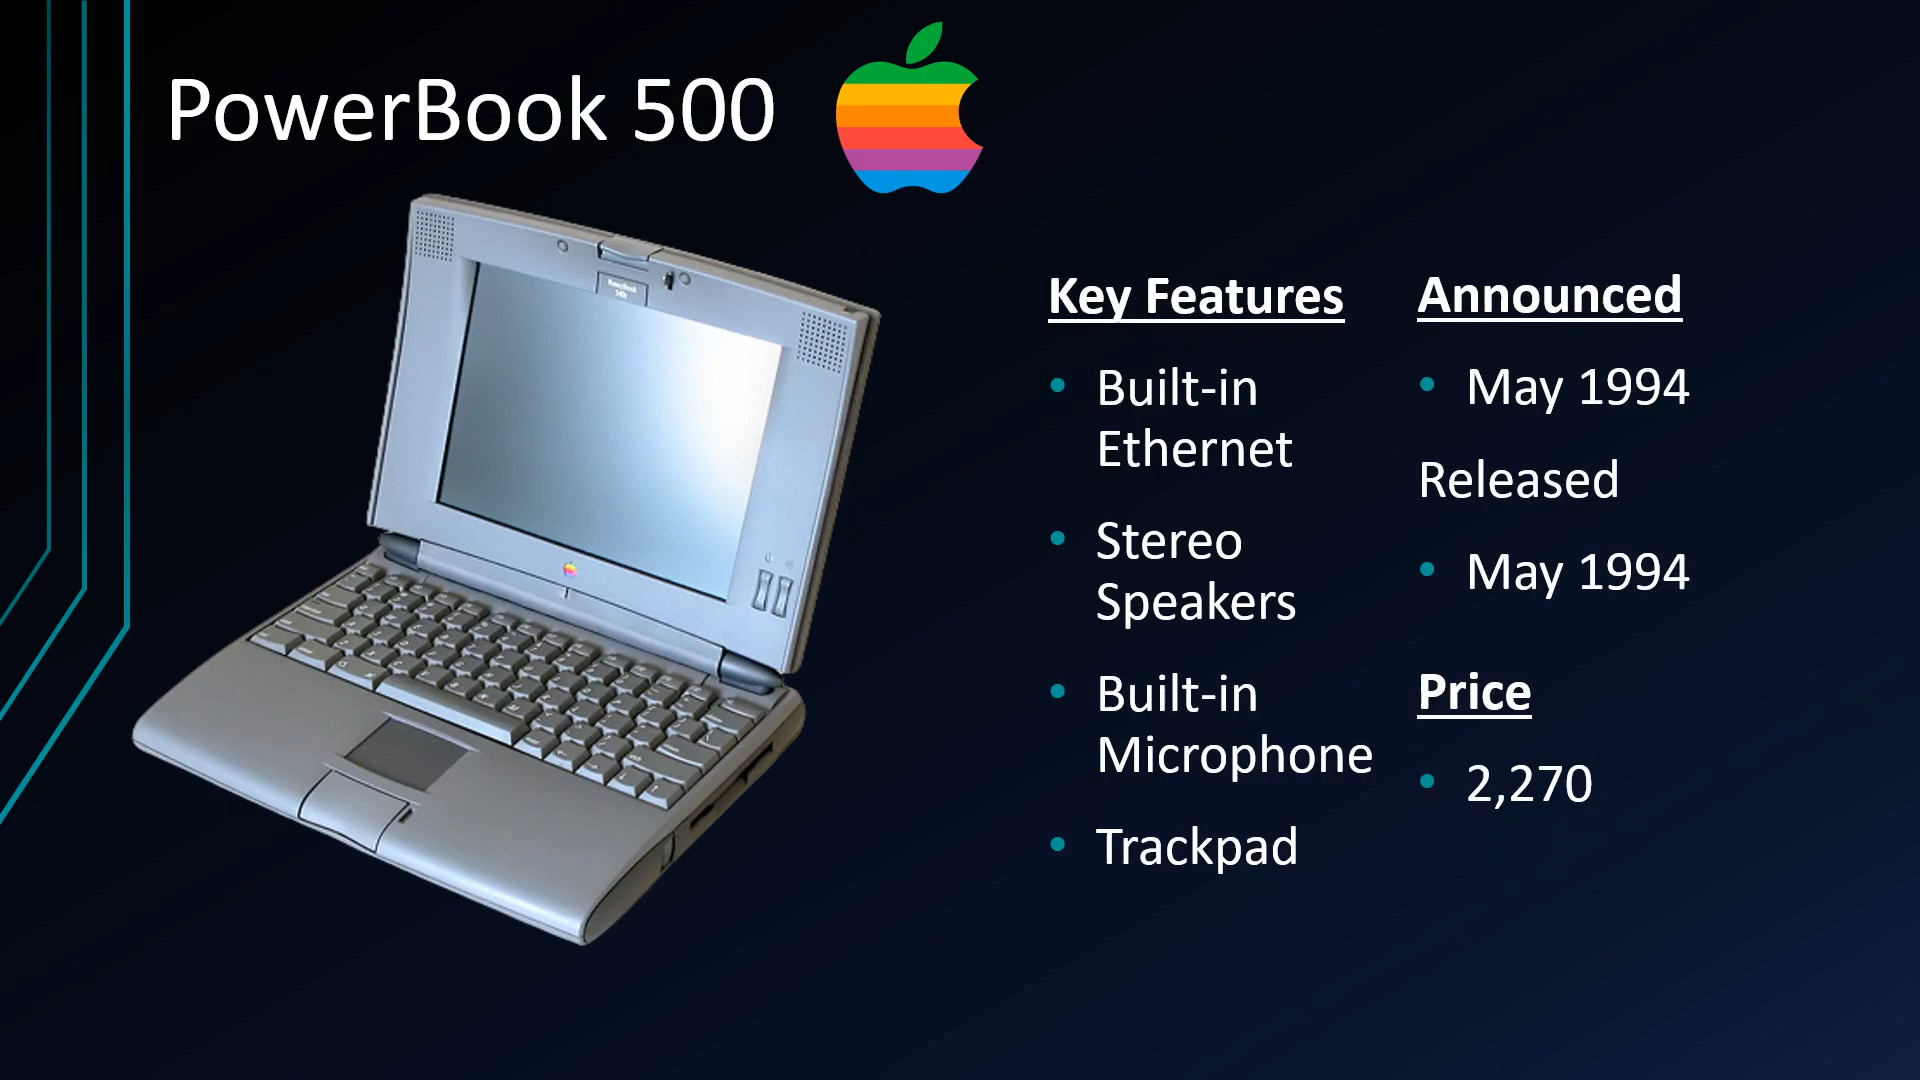 PowerBook 500
Key Features
• Built-in
Ethernet
• Stereo
Speakers
• Built-in
Microphone
• Trackpad
Announced
• May 1994
Released
• May 1994
Price
• 2,270